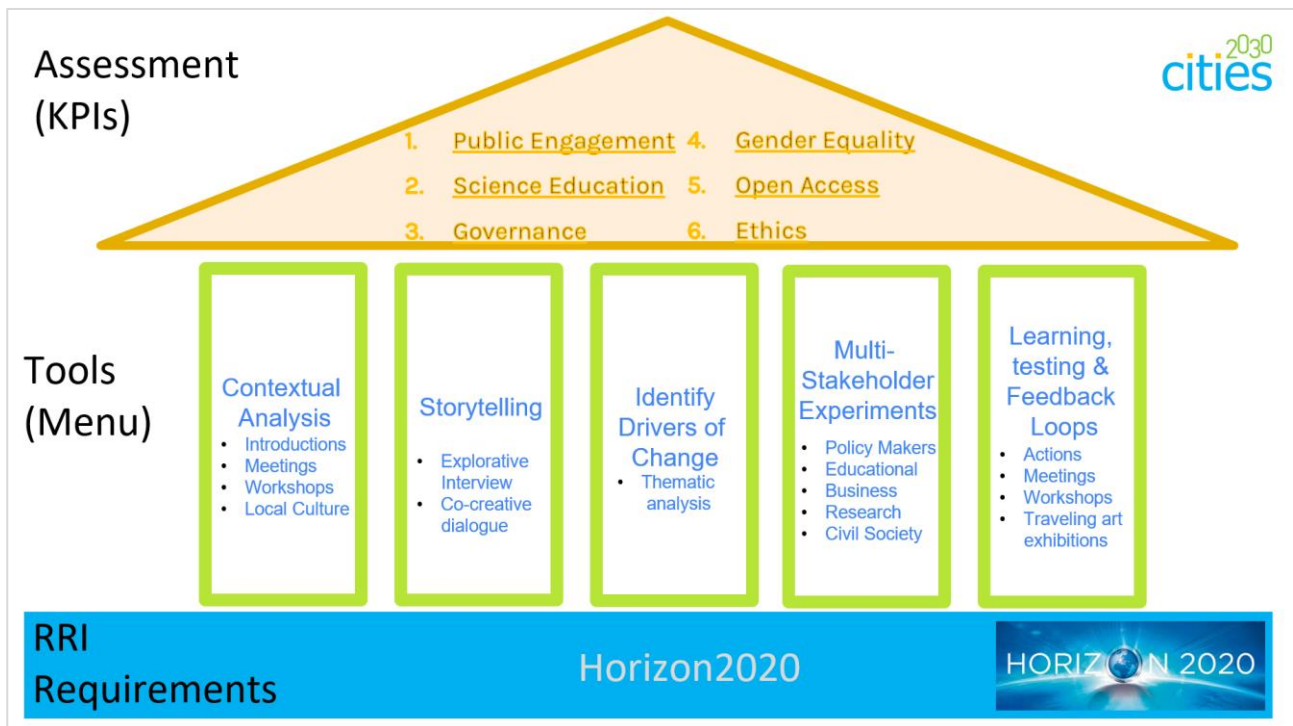 Assessment
(KPIs)
2030
cities
1. Public Engagement 4. Gender Equality
2. Science Education 5. Open Access
3. Governance 6. Ethics
Tools
(Menu)
Contextual
Analysis
• Introductions
• Meetings
• Workshops
• Local Culture
Storytelling
• Explorative
Interview
• Co-creative
dialogue
Identify
Drivers of
Change
• Thematic
analysis
Multi-
Stakeholder
Experiments
• Policy Makers
• Educational
• Business
• Research
• Civil Society
Learning,
testing &
Feedback
Loops
• Actions
• Meetings
• Workshops
• Traveling art
exhibitions
RRI
Requirements
Horizon2020
HORIZON 2020